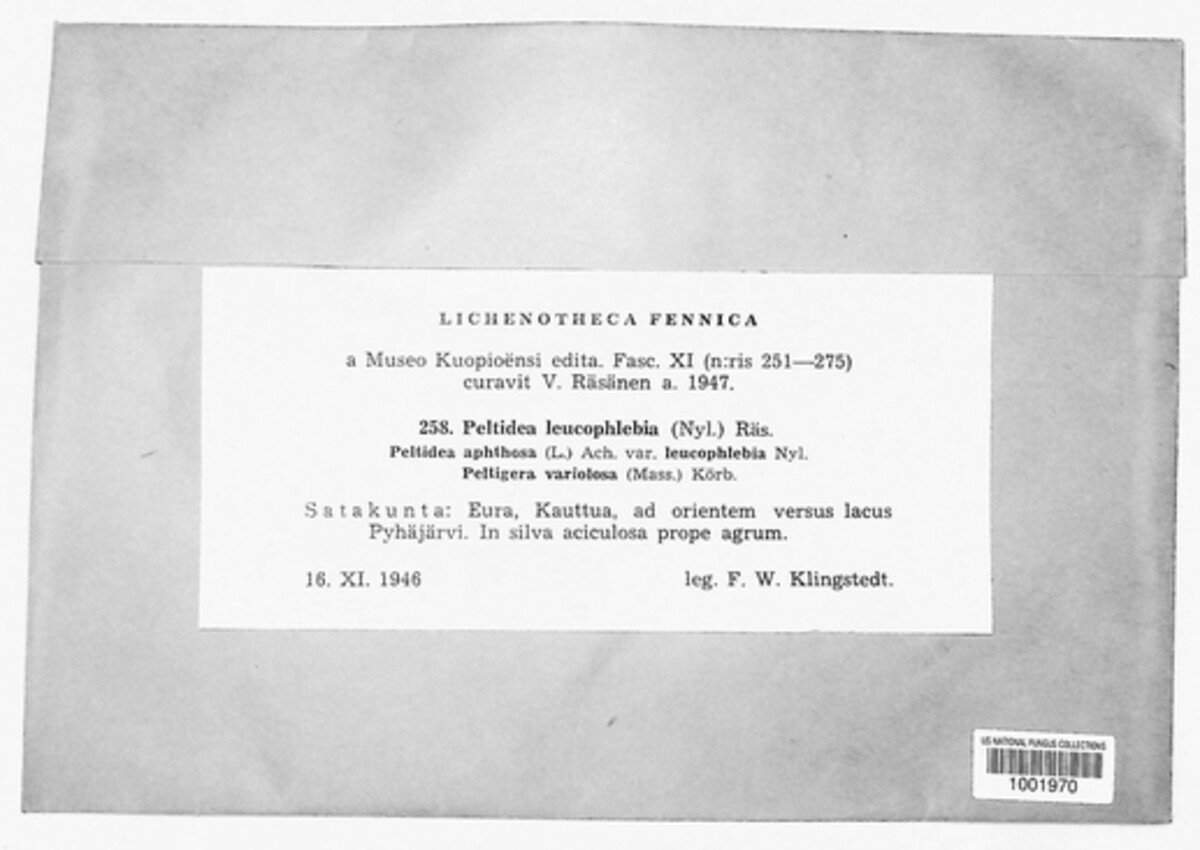 LICHENOTHECA FENNICA
a Museo Kuopioënsi edita. Fasc. XI (n:ris 251—275)
curavit V. Räsänen a. 1947.
258. Peltidea leucophlebia (Nyl.) Räs.
Peltidea aphthosa (L.) Ach. var. leucophlebia Nyl.
Peltigera variolosa (Mass.) Körb.
Satakunta: Eura, Kauttua, ad orientem versus lacus
Pyhäjärvi. In silva aciculosa prope agrum.
16. XI. 1946 leg. F. W. Klingstedt.
US NATIONAL FUNGUS COLLECTIONS
1001970